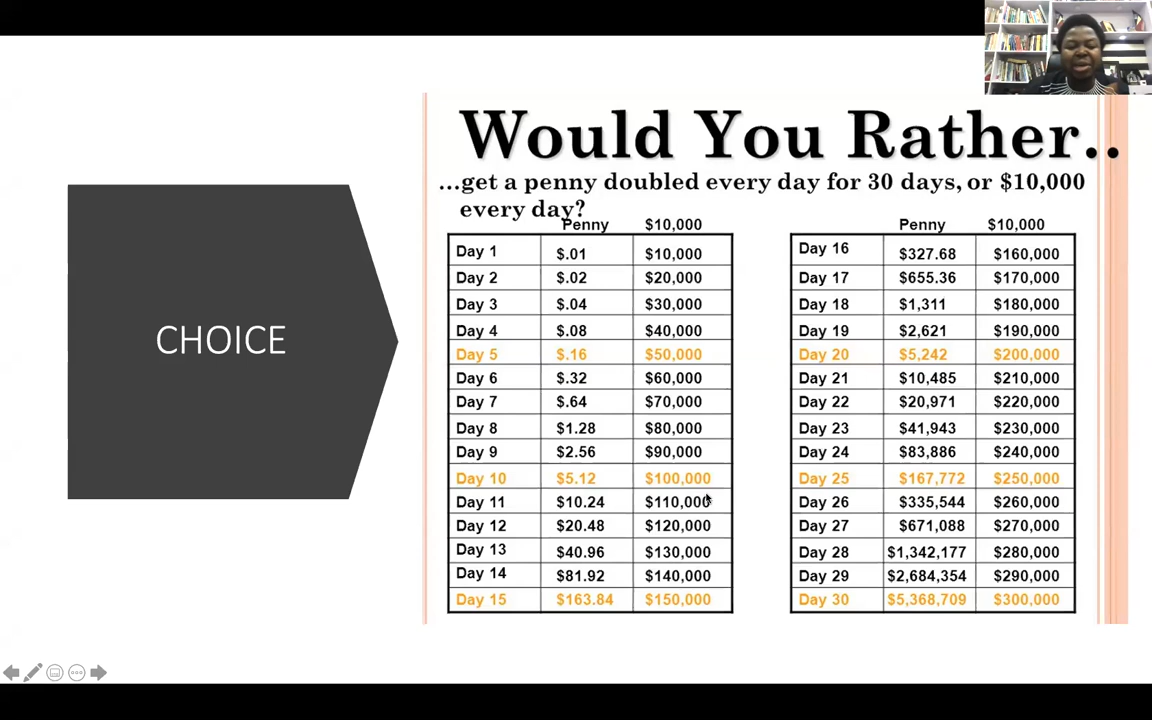 Would You Rather..
...get a penny doubled every day for 30 days, or $10,000
every day?
CHOICE
Penny $10,000
Day 1 $.01 $10,000
Day 2 $.02 $20,000
Day 3 $.04 $30,000
Day 4 $.08 $40,000
Day 5 $.16 $50,000
Day 6 $.32 $60,000
Day 7 $.64 $70,000
Day 8 $1.28 $80,000
Day 9 $2.56 $90,000
Day 10 $5.12 $100,000
Day 11 $10.24 $110,000
Day 12 $20.48 $120,000
Day 13 $40.96 $130,000
Day 14 $81.92 $140,000
Day 15 $163.84 $150,000
Penny $10,000
Day 16 $327.68 $160,000
Day 17 $655.36 $170,000
Day 18 $1,311 $180,000
Day 19 $2,621 $190,000
Day 20 $5,242 $200,000
Day 21 $10,485 $210,000
Day 22 $20,971 $220,000
Day 23 $41,943 $230,000
Day 24 $83,886 $240,000
Day 25 $167,772 $250,000
Day 26 $335,544 $260,000
Day 27 $671,088 $270,000
Day 28 $1,342,177 $280,000
Day 29 $2,684,354 $290,000
Day 30 $5,368,709 $300,000